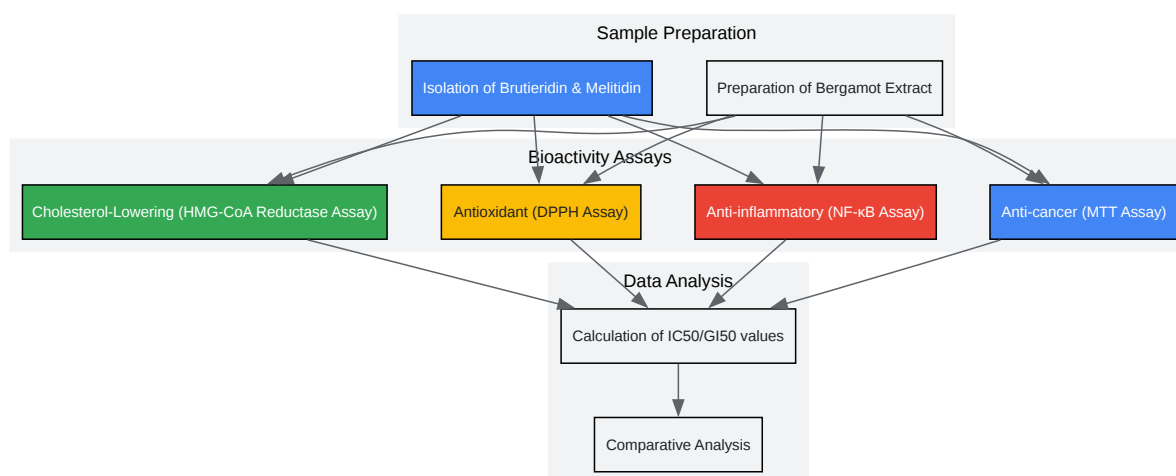 Sample Preparation
Isolation of Brutieridin & Melitidin
Preparation of Bergamot Extract
Bioactivity Assays
Cholesterol-Lowering (HMG-CoA Reductase Assay)
Antioxidant (DPPH Assay)
Anti-inflammatory (NF-κB Assay)
Anti-cancer (MTT Assay)
Data Analysis
Calculation of IC50/GI50 values
Comparative Analysis